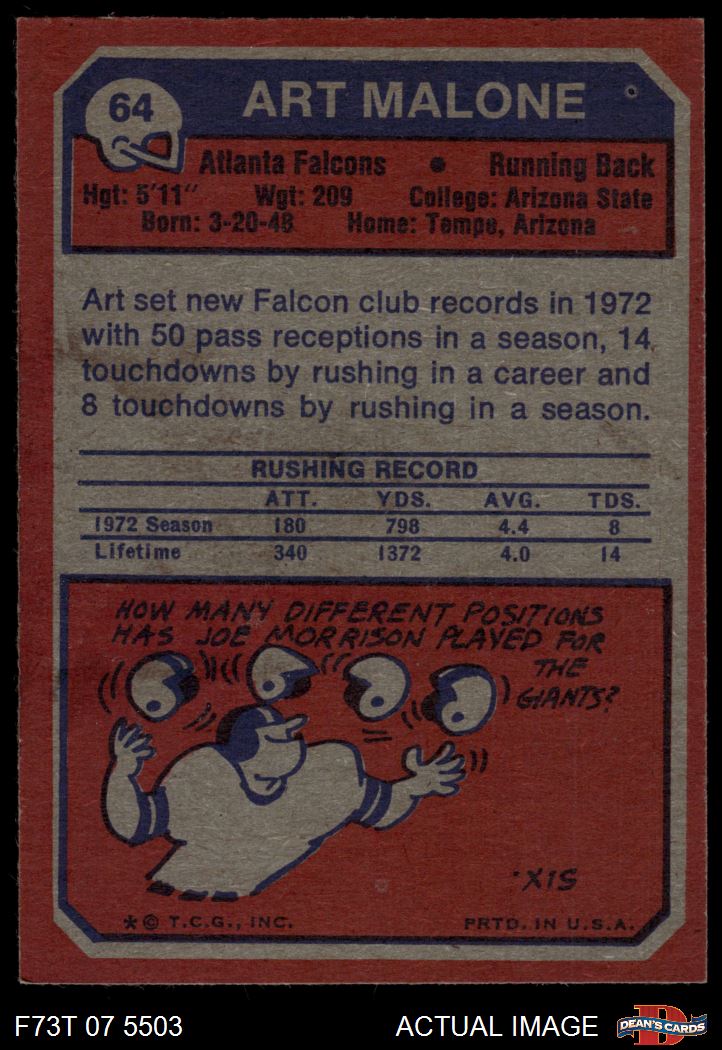 64
ART MALONE
Atlanta Falcons • Running Back
Hgt: 5'11" Wgt: 209 College: Arizona State
Born: 3-20-48 Home: Tempe, Arizona
Art set new Falcon club records in 1972
with 50 pass receptions in a season, 14
touchdowns by rushing in a career and
8 touchdowns by rushing in a season.
RUSHING RECORD
ATT. YDS. AVG. TDS.
1972 Season 180 798 4.4 8
Lifetime 340 1372 4.0 14
HOW MANY DIFFERENT POSITIONS
HAS JOE MORRISON PLAYED FOR
THE
GIANTS?
SIX.
* © T.C.G., INC. PRTD. IN U.S.A.
F73T 07 5503 ACTUAL IMAGE D DEAN'S CARDS